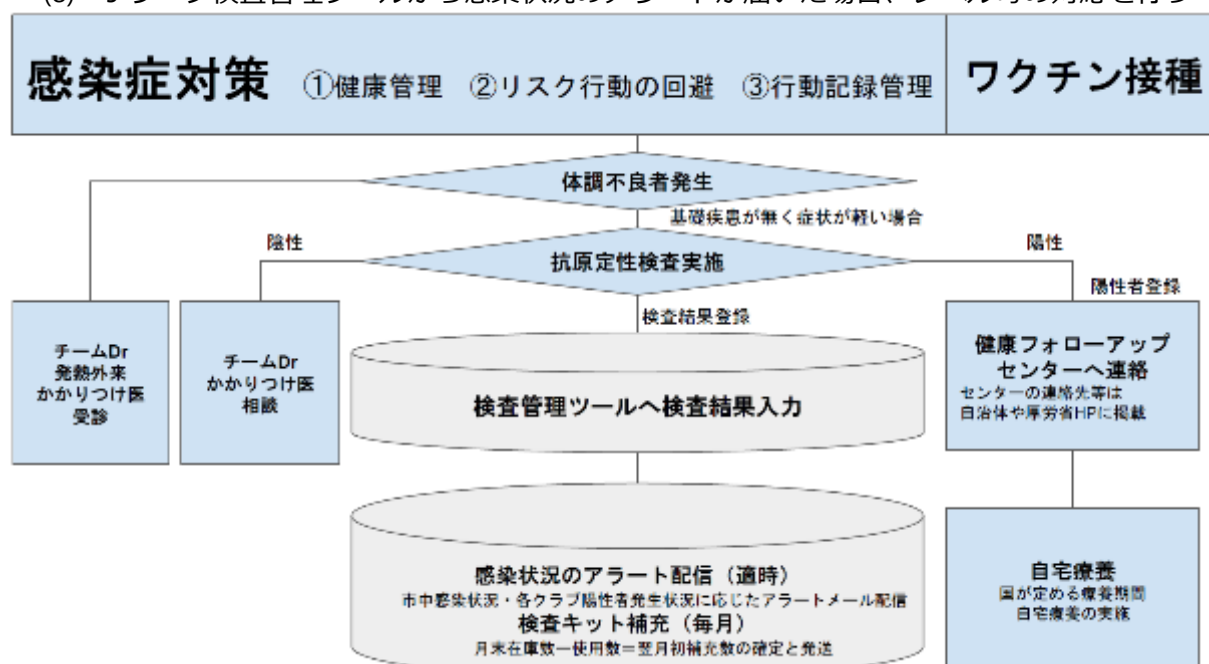 感染症対策 ①健康管理 ②リスク行動の回避 ③行動記録管理
ワクチン接種
体調不良者発生
基礎疾患が無く症状が軽い場合
陰性
抗原定性検査実施
陽性
陽性者登録
検査結果登録
チームDr
発熱外来
かかりつけ医
受診
チームDr
かかりつけ医
相談
検査管理ツールへ検査結果入力
健康フォローアップ
センターへ連絡
センターの連絡先等は
自治体や厚労省HPに掲載
感染状況のアラート配信（適時）
市中感染状況・各クラブ陽性者発生状況に応じたアラートメール配信
検査キット補充（毎月）
月末在庫数ー使用数＝翌月初補充数の確定と発送
自宅療養
国が定める療養期間
自宅療養の実施